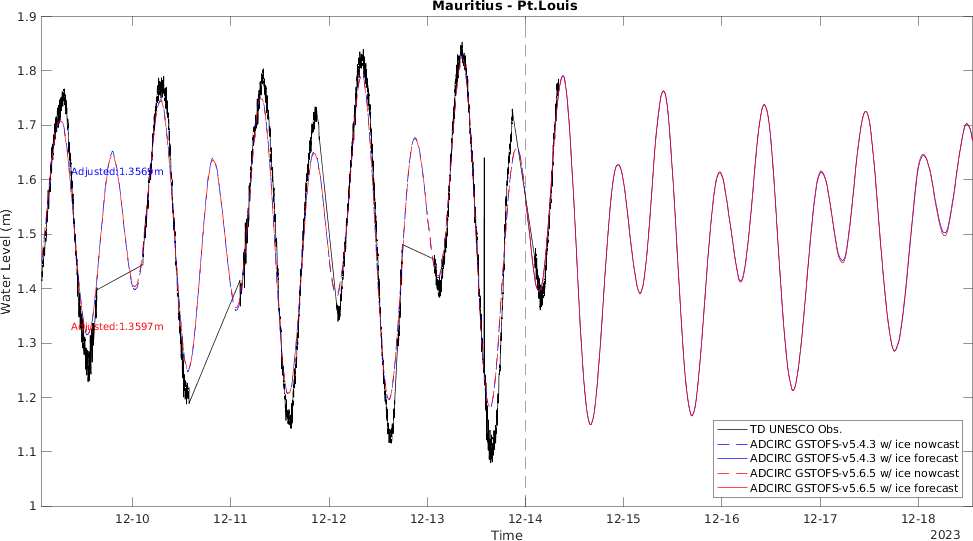 Mauritius - Pt.Louis
1.9
1.8
1.7
1.6
1.5
1.4
1.3
1.2
1.1
1
Water Level (m)
Adjusted:1.3569m
Adjusted:1.3597m
TD UNESCO Obs.
ADCIRC GSTOFS-v5.4.3 w/ ice nowcast
ADCIRC GSTOFS-v5.4.3 w/ ice forecast
ADCIRC GSTOFS-v5.6.5 w/ ice nowcast
ADCIRC GSTOFS-v5.6.5 w/ ice forecast
12-10 12-11 12-12 12-13 12-14 12-15 12-16 12-17 12-18
Time
2023